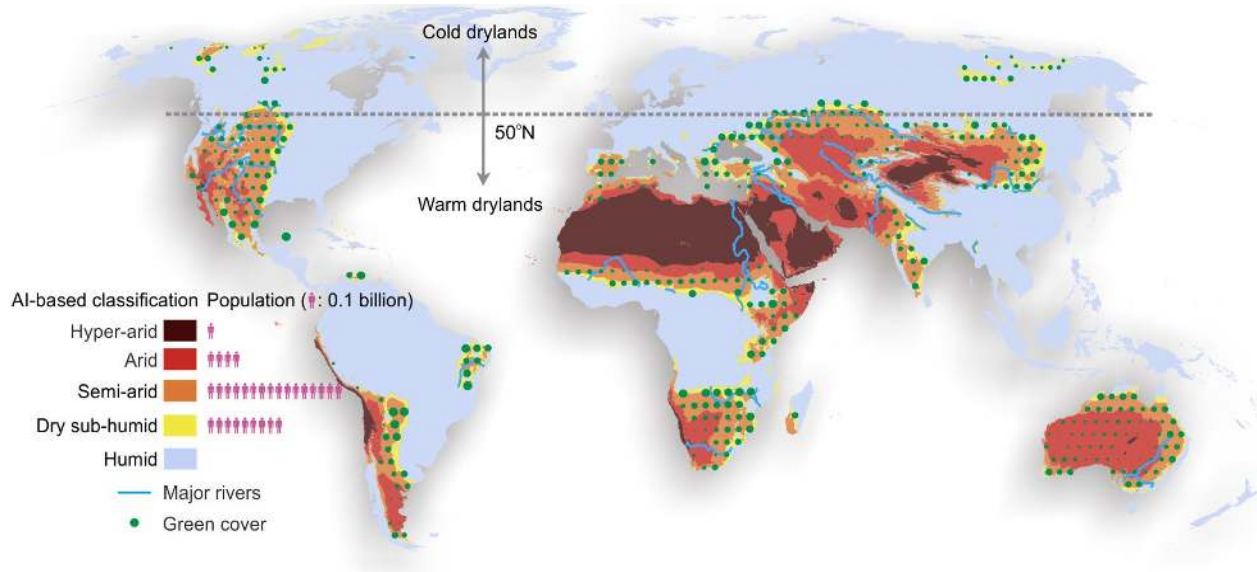 Cold drylands
50°N
Warm drylands
AI-based classification Population ( : 0.1 billion)
Hyper-arid
Arid
Semi-arid
Dry sub-humid
Humid
Major rivers
Green cover